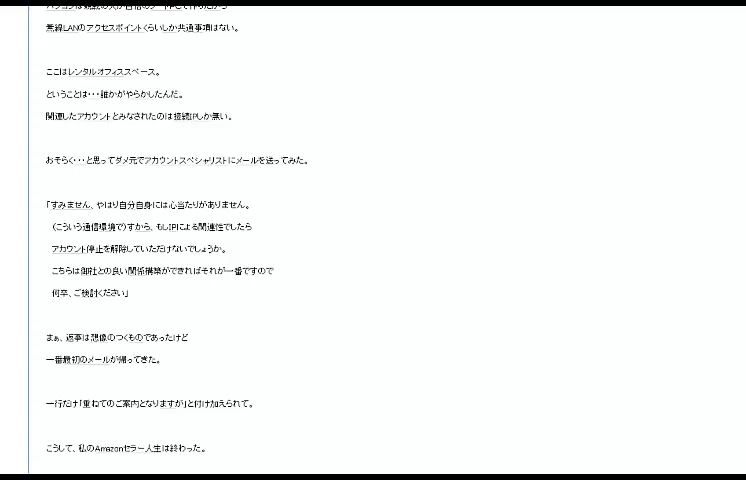 無線LANのアクセスポイントくらいしか共通事項はない。
ここはレンタルオフィススペース。
ということは・・・誰かがやらかしたんだ。
関連したアカウントとみなされたのは接続IPしか無い。
おそらく・・・と思ってダメ元でアカウントスペシャリストにメールを送ってみた。
「すみません、やはり自分自身には心当たりがありません。
（こういう通信環境で）すから、もしIPによる関連性でしたら
アカウント停止を解除していただけないでしょうか。
こちらは御社との良い関係構築ができればそれが一番ですので
何卒、ご検討ください」
まぁ、返事は想像のつくものであったけど
一番最初のメールが帰ってきた。
一行だけ「重ねてのご案内となりますが」と付け加えられて。
こうして、私のAmazonセラー人生は終わった。